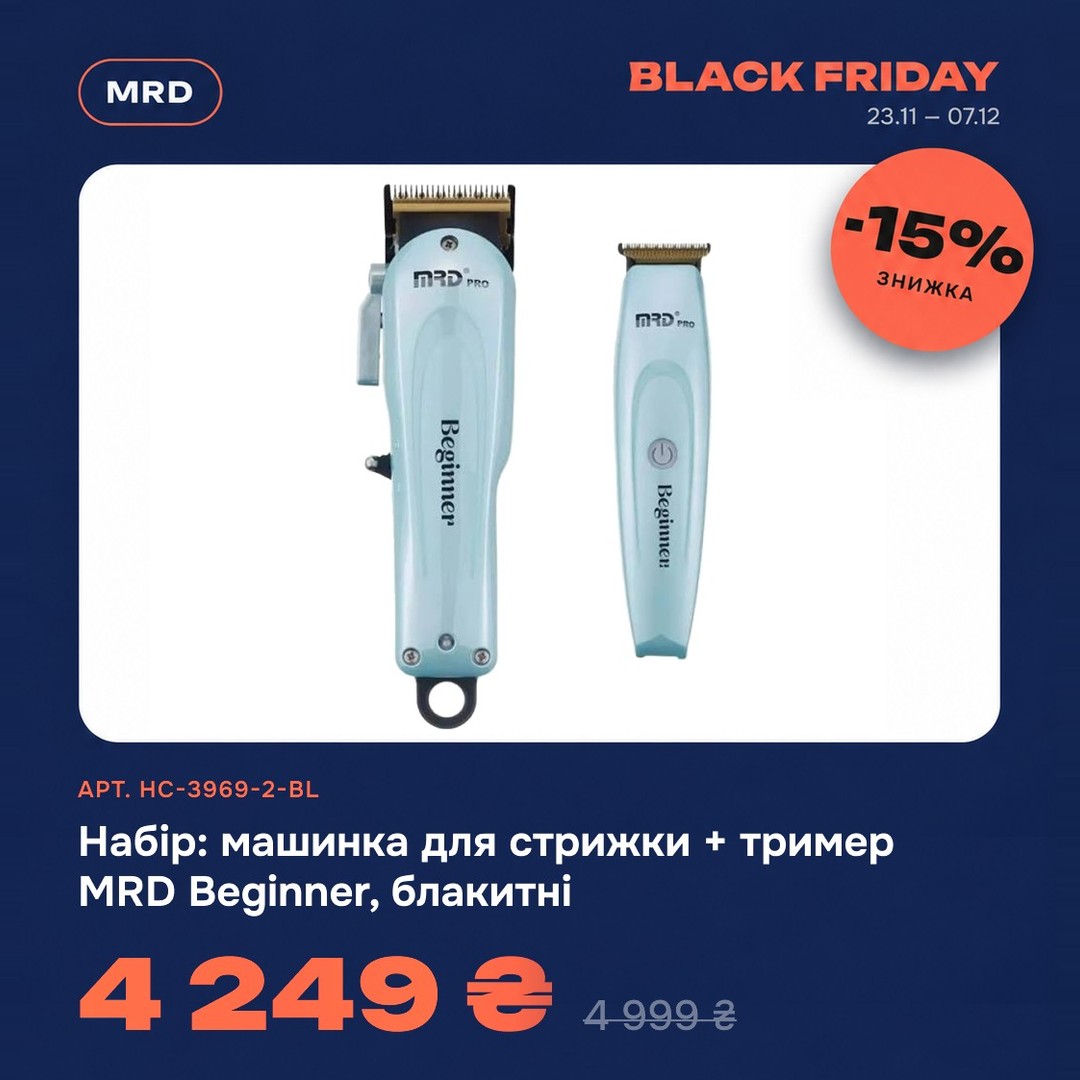 MRD
BLACK FRIDAY
23.11 – 07.12
-15%
ЗНИЖКА
MRD® PRO
Beginner
MRD® PRO
Beginner
АРТ. HC-3969-2-BL
Набір: машинка для стрижки + тример
MRD Beginner, блакитні
4 249 ₴
4 999 ₴